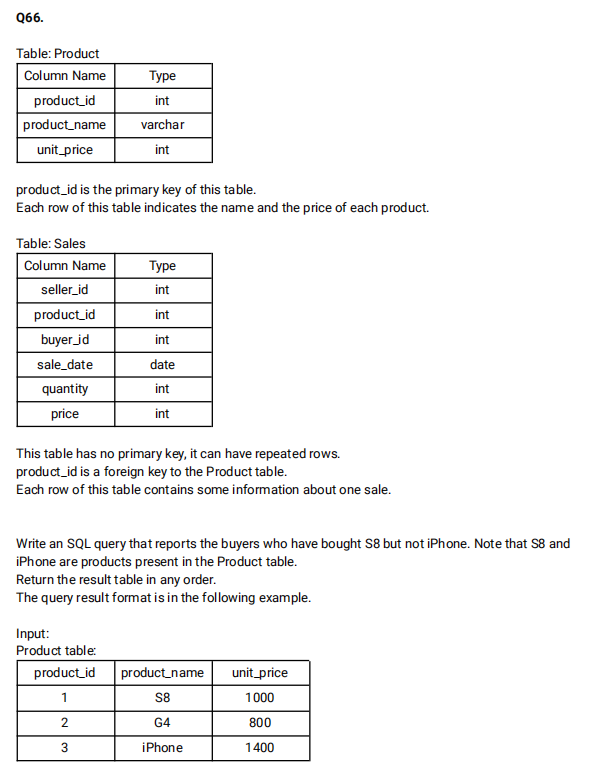 Q66.
Table: Product
Column Name Type
product_id int
product_name varchar
unit_price int
product_id is the primary key of this table.
Each row of this table indicates the name and the price of each product.
Table: Sales
Column Name Type
seller_id int
product_id int
buyer_id int
sale_date date
quantity int
price int
This table has no primary key, it can have repeated rows.
product_id is a foreign key to the Product table.
Each row of this table contains some information about one sale.
Write an SQL query that reports the buyers who have bought S8 but not iPhone. Note that S8 and
iPhone are products present in the Product table.
Return the result table in any order.
The query result format is in the following example.
Input:
Product table:
product_id product_name unit_price
1 S8 1000
2 G4 800
3 iPhone 1400